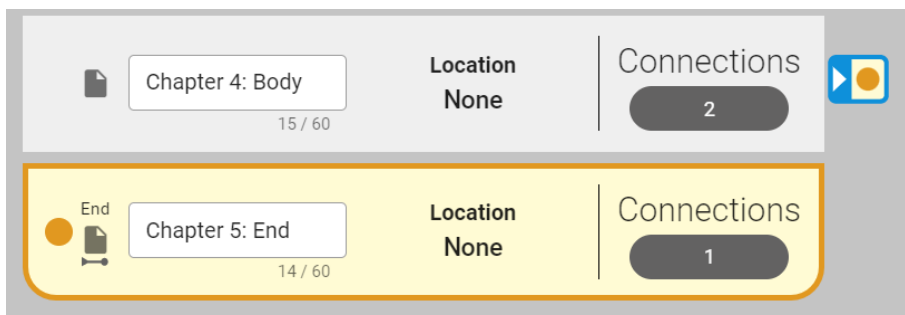 Chapter 4: Body
15 / 60
Location
None
Connections
2
End
Chapter 5: End
14 / 60
Location
None
Connections
1